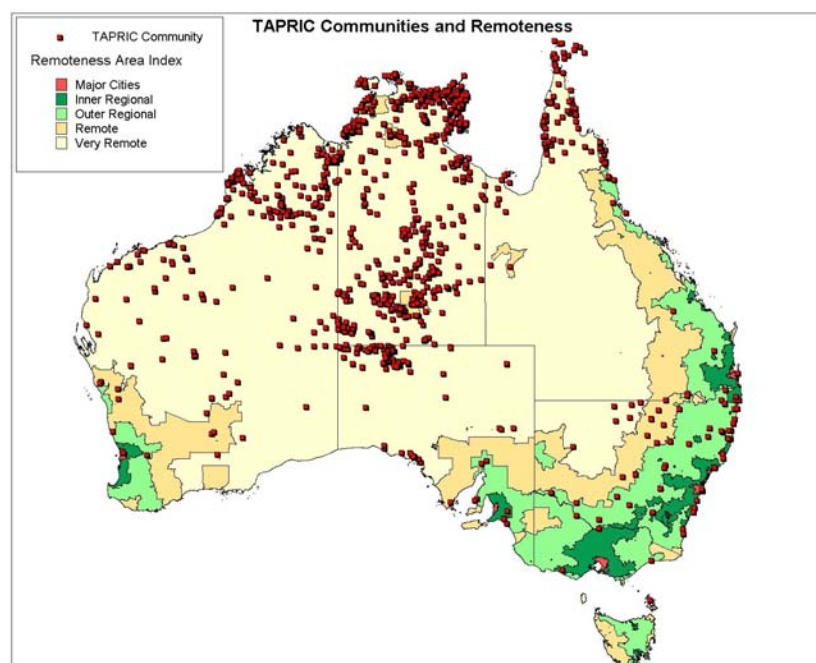 TAPRIC Communities and Remoteness
TAPRIC Community
Remoteness Area Index
Major Cities
Inner Regional
Outer Regional
Remote
Very Remote